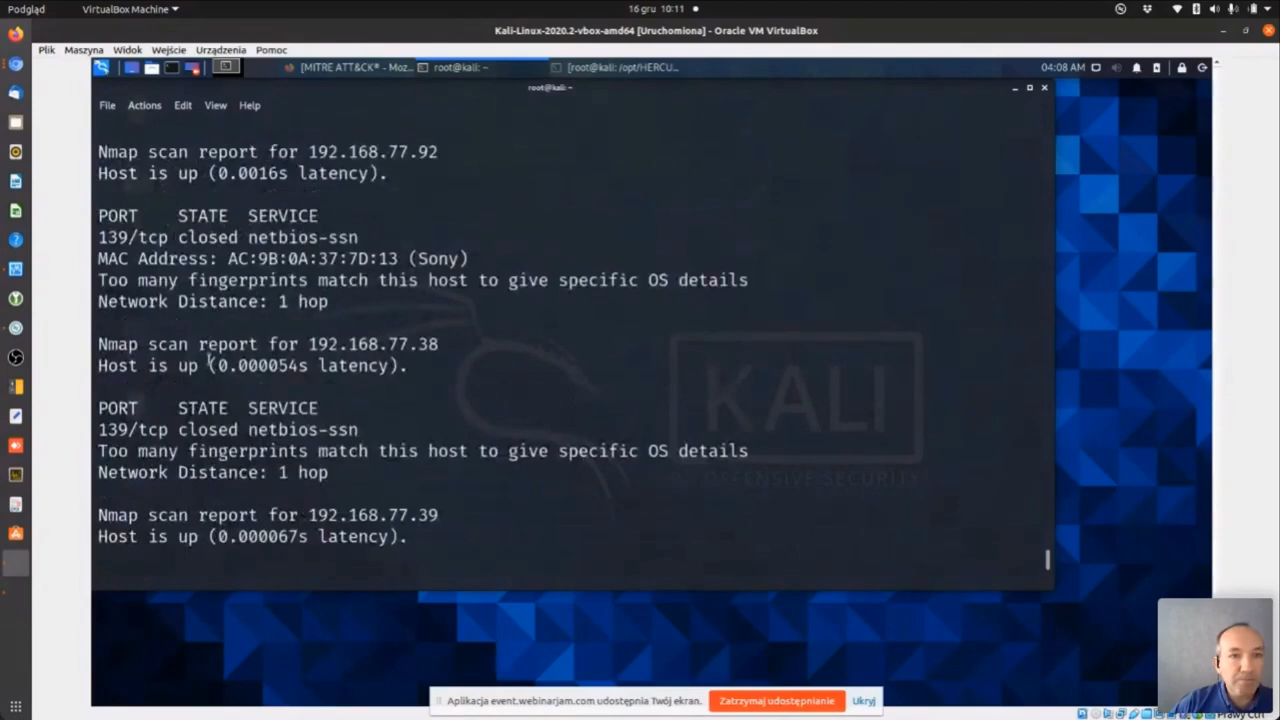 Podgląd
VirtualBox Machine
16 gru 10:11
Kali-Linux-2020.2-vbox-amd64 [Uruchomiona] - Oracle VM VirtualBox
Plik Maszyna Widok Wejście Urządzenia Pomoc
[MITRE ATT&CK® - Moz...
root@kali: ~
[root@kali: /opt/HERCU...
04:08 AM
root@kali: ~
File Actions Edit View Help
Nmap scan report for 192.168.77.92
Host is up (0.0016s latency).
PORT STATE SERVICE
139/tcp closed netbios-ssn
MAC Address: AC:9B:0A:37:7D:13 (Sony)
Too many fingerprints match this host to give specific OS details
Network Distance: 1 hop
Nmap scan report for 192.168.77.38
Host is up (0.000054s latency).
PORT STATE SERVICE
139/tcp closed netbios-ssn
Too many fingerprints match this host to give specific OS details
Network Distance: 1 hop
Nmap scan report for 192.168.77.39
Host is up (0.000067s latency).
KALI
OFFENSIVE SECURITY
Aplikacja event.webinarjam.com udostępnia Twój ekran.
Zatrzymaj udostępnianie
Ukryj
Prawy Ctrl